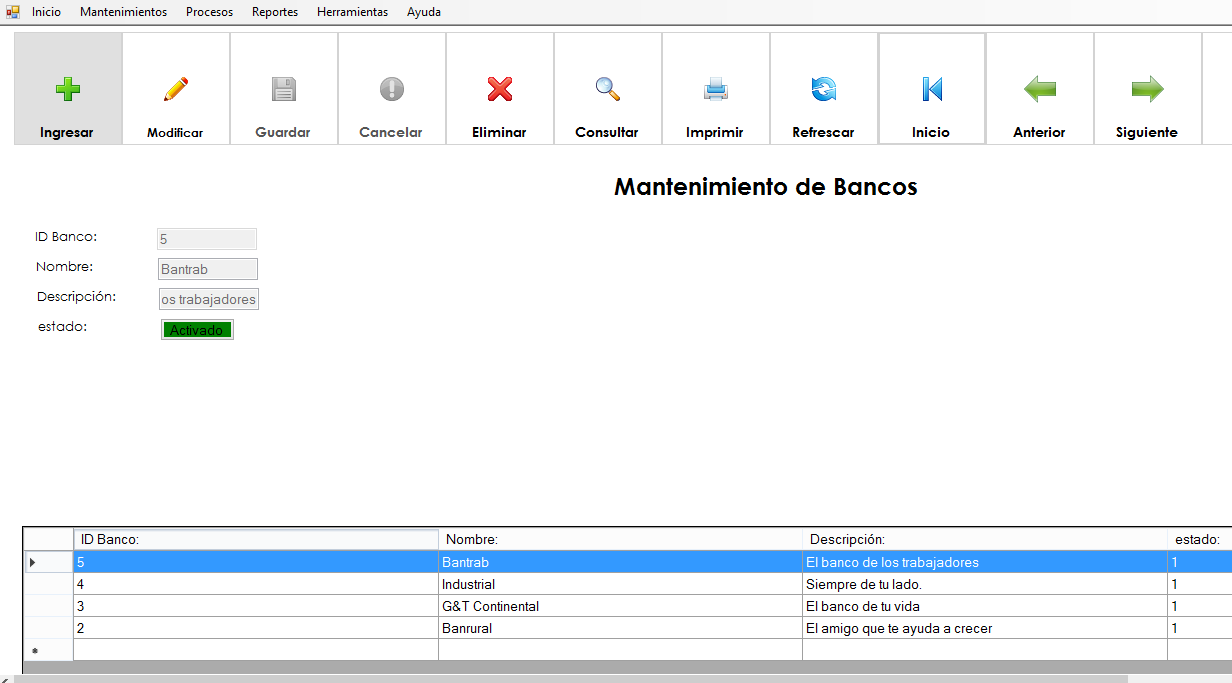 Inicio Mantenimientos Procesos Reportes Herramientas Ayuda
Ingresar Modificar Guardar Cancelar Eliminar Consultar Imprimir Refrescar Inicio Anterior Siguiente
Mantenimiento de Bancos
ID Banco: 5
Nombre: Bantrab
Descripción: os trabajadores
estado: Activado
ID Banco: Nombre: Descripción: estado:
5 Bantrab El banco de los trabajadores 1
4 Industrial Siempre de tu lado. 1
3 G&T Continental El banco de tu vida 1
2 Banrural El amigo que te ayuda a crecer 1